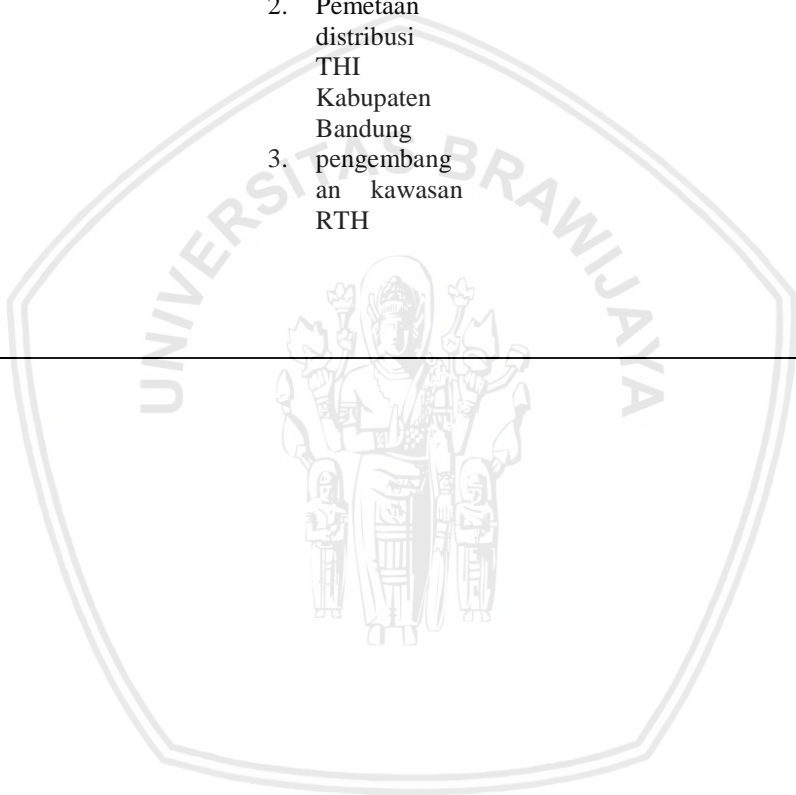 2. Pemetaan
distribusi
THI
Kabupaten
Bandung
3. pengembang
an kawasan
RTH
UNIVERSITAS BRAWIJAYA